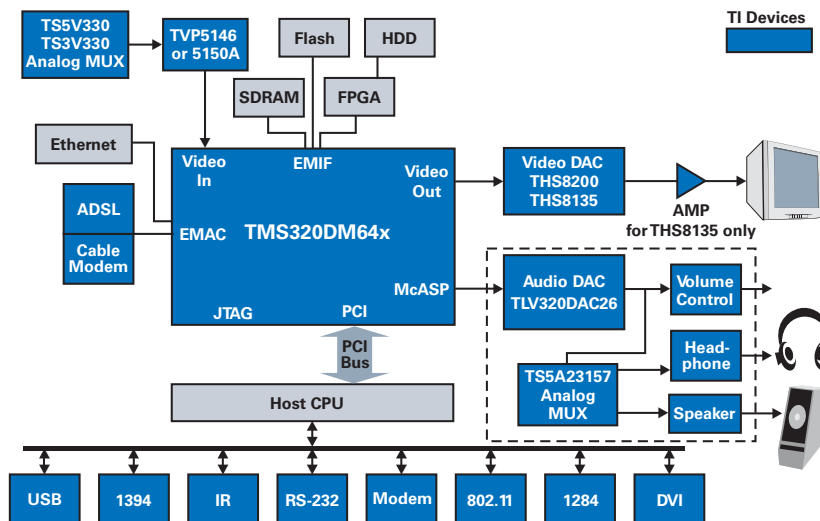 TS5V330
TS3V330
Analog MUX
TVP5146
or 5150A
Flash
HDD
TI Devices
SDRAM
FPGA
Ethernet
Video
In
EMIF
Video
Out
Video DAC
THS8200
THS8135
AMP
for THS8135 only
ADSL
Cable
Modem
EMAC
TMS320DM64x
McASP
JTAG
PCI
Audio DAC
TLV320DAC26
Volume
Control
PCI
Bus
TS5A23157
Analog
MUX
Head-
phone
Speaker
Host CPU
USB
1394
IR
RS-232
Modem
802.11
1284
DVI